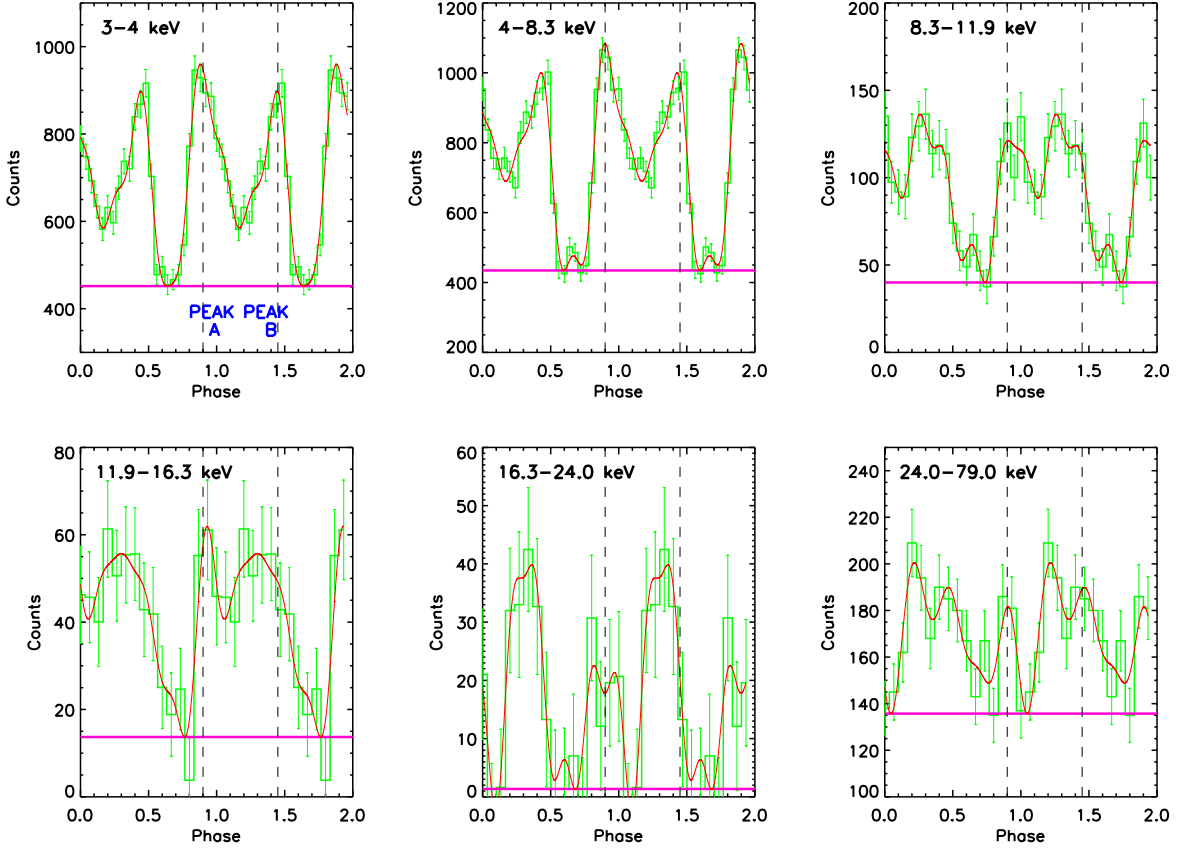 3−4 keV
1000
800
600
400
Counts
PEAK PEAK
A B
0.0 0.5 1.0 1.5 2.0
Phase
4−8.3 keV
1200
1000
800
600
400
200
Counts
0.0 0.5 1.0 1.5 2.0
Phase
8.3−11.9 keV
200
150
100
50
0
Counts
0.0 0.5 1.0 1.5 2.0
Phase
11.9−16.3 keV
80
60
40
20
0
Counts
0.0 0.5 1.0 1.5 2.0
Phase
16.3−24.0 keV
60
50
40
30
20
10
0
Counts
0.0 0.5 1.0 1.5 2.0
Phase
24.0−79.0 keV
240
220
200
180
160
140
120
100
Counts
0.0 0.5 1.0 1.5 2.0
Phase